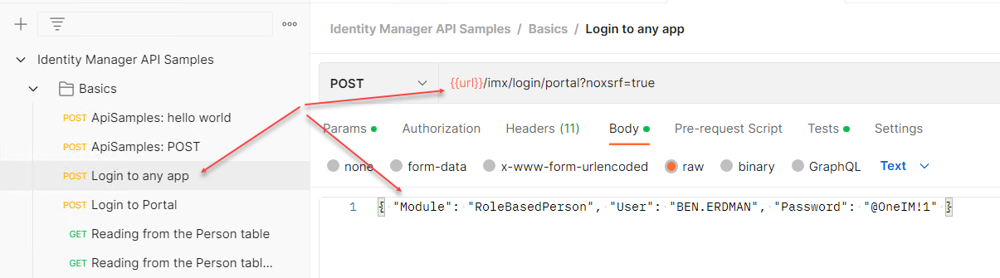 Identity Manager API Samples / Basics / Login to any app
Identity Manager API Samples
Basics
POST ApiSamples: hello world
POST ApiSamples: POST
POST Login to any app
POST Login to Portal
GET Reading from the Person table
GET Reading from the Person tabl...
POST {{url}}/imx/login/portal?noxsrf=true
Params Authorization Headers (11) Body Pre-request Script Tests Settings
none form-data x-www-form-urlencoded raw binary GraphQL Text
1 { "Module": "RoleBasedPerson", "User": "BEN.ERDMAN", "Password": "@OneIM!1" }